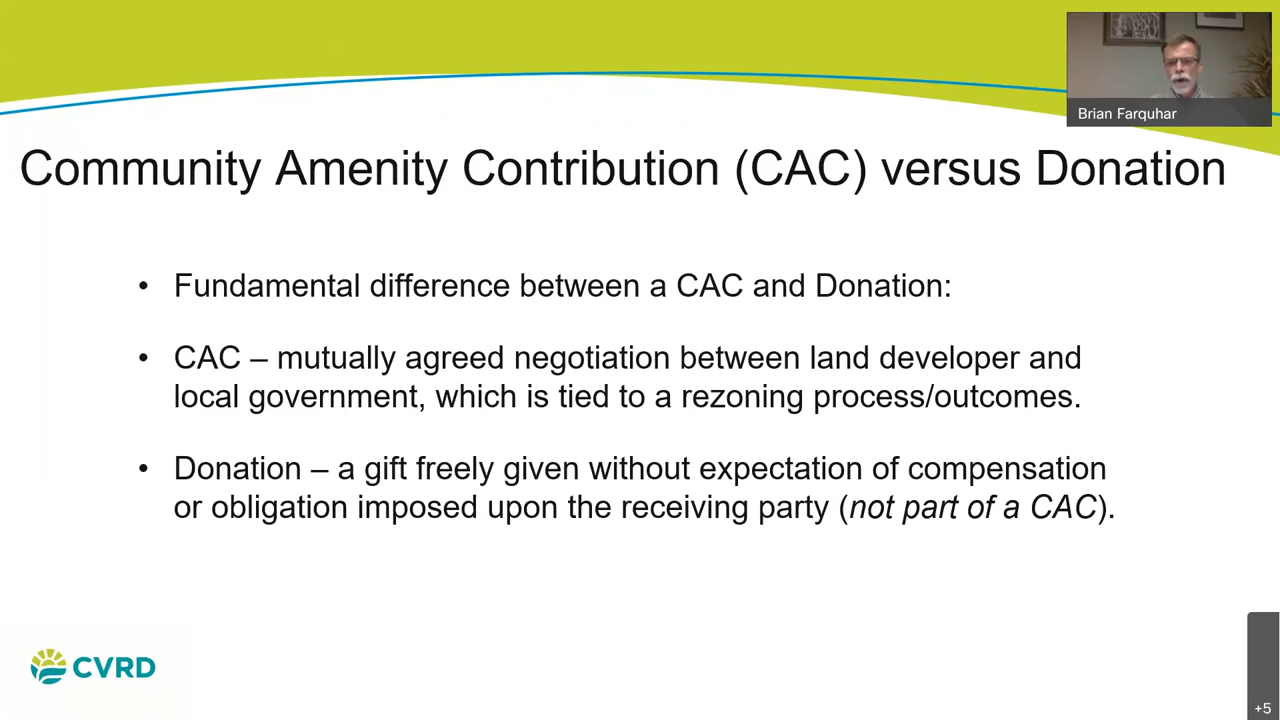 Brian Farquhar
Community Amenity Contribution (CAC) versus Donation
• Fundamental difference between a CAC and Donation:
• CAC – mutually agreed negotiation between land developer and
local government, which is tied to a rezoning process/outcomes.
• Donation – a gift freely given without expectation of compensation
or obligation imposed upon the receiving party (not part of a CAC).
CVRD
+5